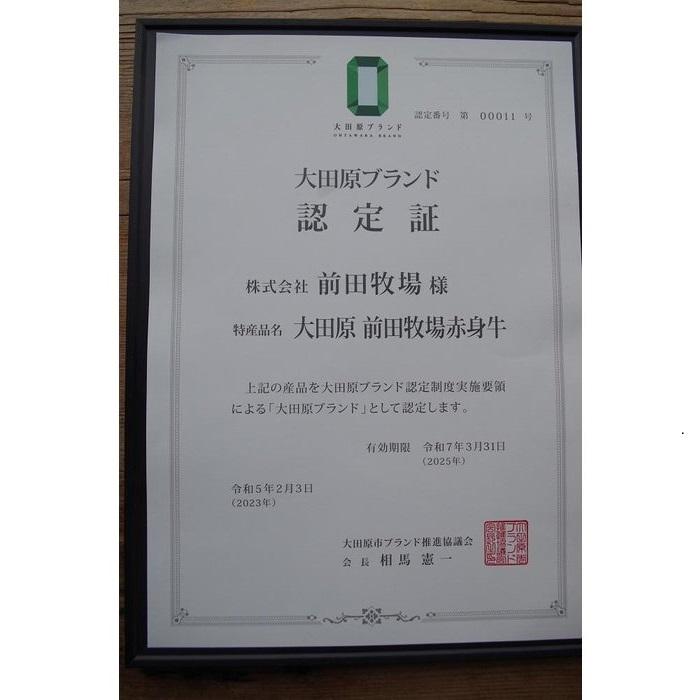 大田原ブランド
OHTAWARA BRAND
認定番号 第 00011 号
大田原ブランド
認定証
株式会社 前田牧場 様
特産品名 大田原 前田牧場赤身牛
上記の産品を大田原ブランド認定制度実施要領
による「大田原ブランド」として認定します。
有効期限 令和7年3月31日
(2025年)
令和5年2月3日
(2023年)
大田原市ブランド推進協議会
会長 相馬憲一